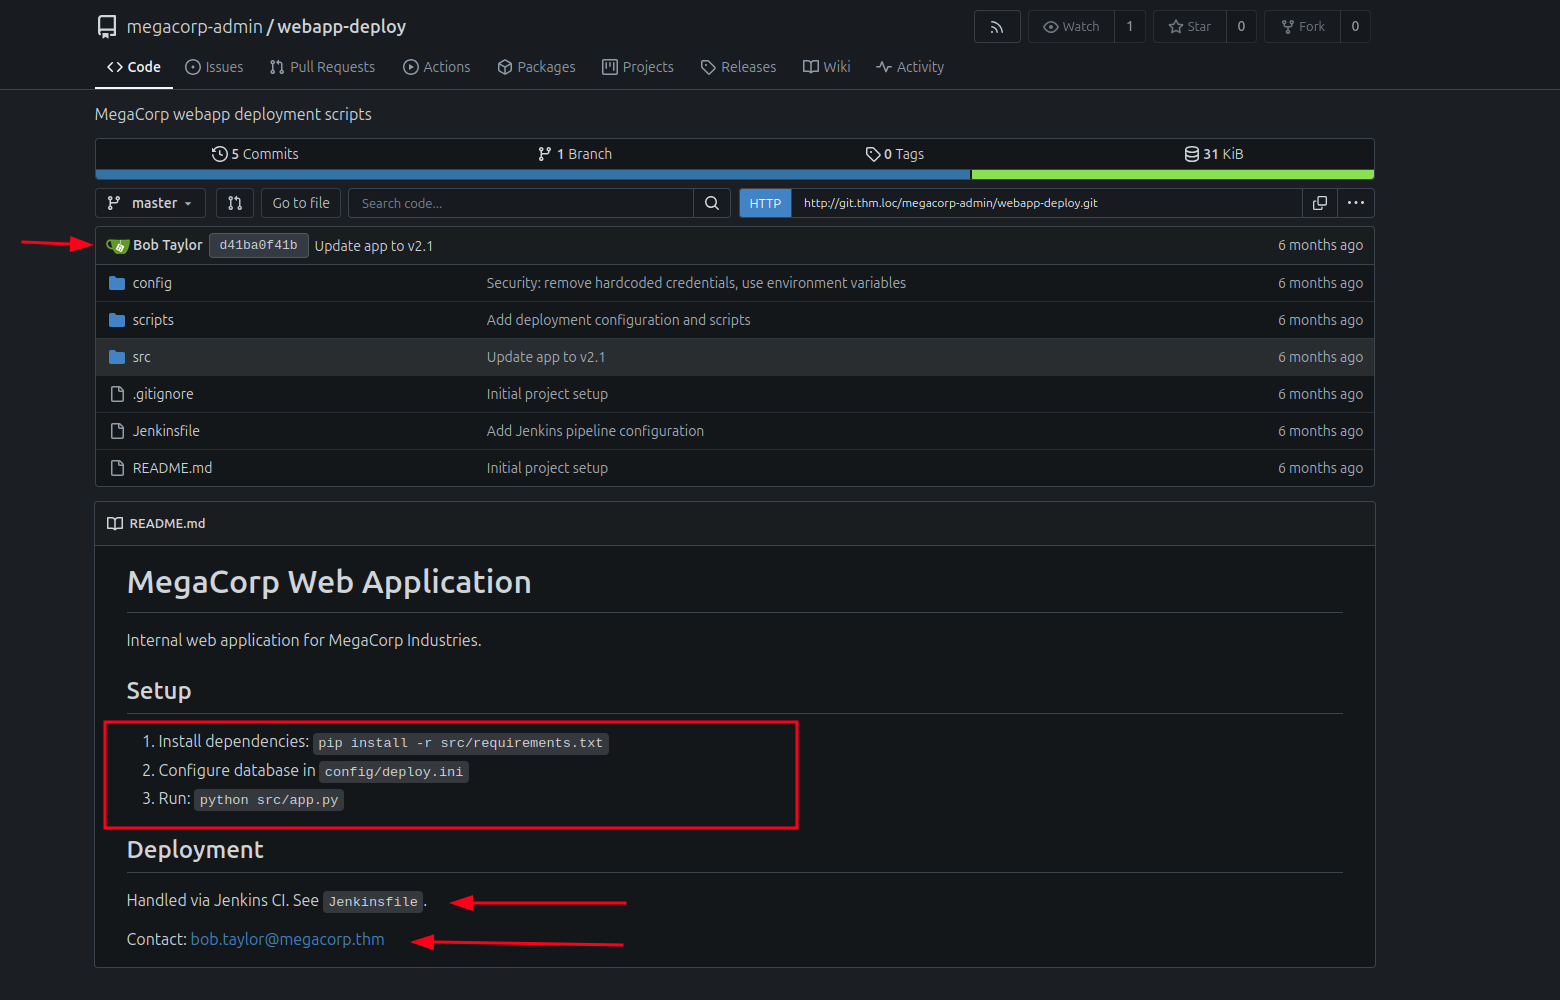 megacorp-admin / webapp-deploy
Watch 1 Star 0 Fork 0
Code Issues Pull Requests Actions Packages Projects Releases Wiki Activity
MegaCorp webapp deployment scripts
5 Commits 1 Branch 0 Tags 31 KiB
master Go to file Search code... HTTP http://git.thm.loc/megacorp-admin/webapp-deploy.git
Bob Taylor d41ba0f41b Update app to v2.1 6 months ago
config Security: remove hardcoded credentials, use environment variables 6 months ago
scripts Add deployment configuration and scripts 6 months ago
src Update app to v2.1 6 months ago
.gitignore Initial project setup 6 months ago
Jenkinsfile Add Jenkins pipeline configuration 6 months ago
README.md Initial project setup 6 months ago
README.md
MegaCorp Web Application
Internal web application for MegaCorp Industries.
Setup
1. Install dependencies: pip install -r src/requirements.txt
2. Configure database in config/deploy.ini
3. Run: python src/app.py
Deployment
Handled via Jenkins CI. See Jenkinsfile.
Contact: bob.taylor@megacorp.thm